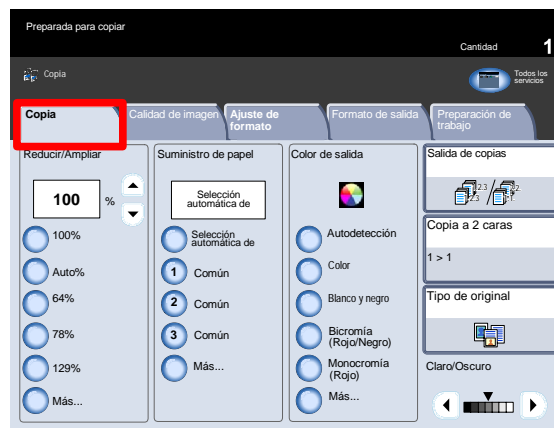 Preparada para copiar
Cantidad 1
Copia
Todos los
servicios
Copia
Calidad de imagen
Ajuste de
formato
Formato de salida
Preparación de
trabajo
Reducir/Ampliar
100 %
100%
Auto%
64%
78%
129%
Más...
Suministro de papel
Selección
automática de
Selección
automática de
1 Común
2 Común
3 Común
Más...
Color de salida
Autodetección
Color
Blanco y negro
Bicromía
(Rojo/Negro)
Monocromía
(Rojo)
Más...
Salida de copias
Copia a 2 caras
1 > 1
Tipo de original
Claro/Oscuro